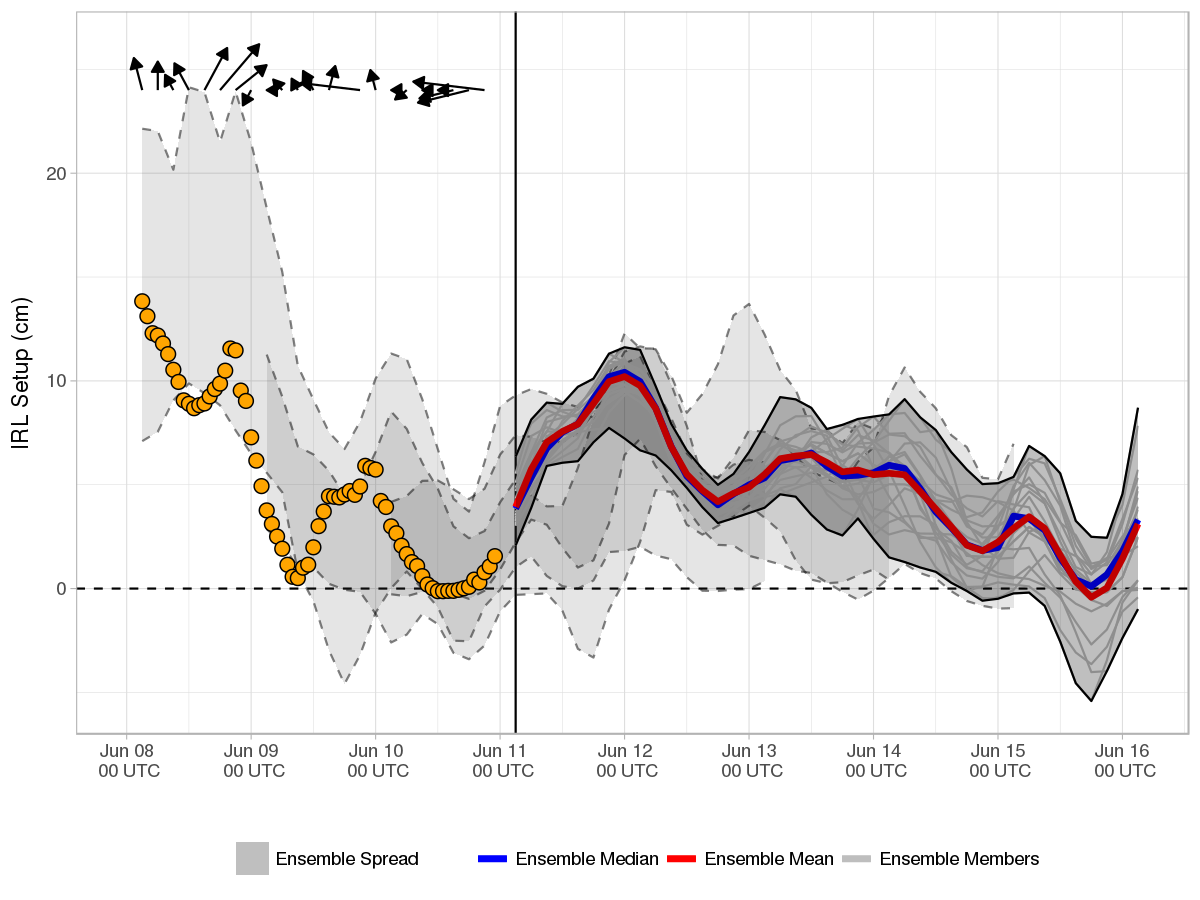 IRL Setup (cm)
20
10
0
Jun 08 Jun 09 Jun 10 Jun 11 Jun 12 Jun 13 Jun 14 Jun 15 Jun 16
00 UTC 00 UTC 00 UTC 00 UTC 00 UTC 00 UTC 00 UTC 00 UTC 00 UTC
Ensemble Spread Ensemble Median Ensemble Mean Ensemble Members